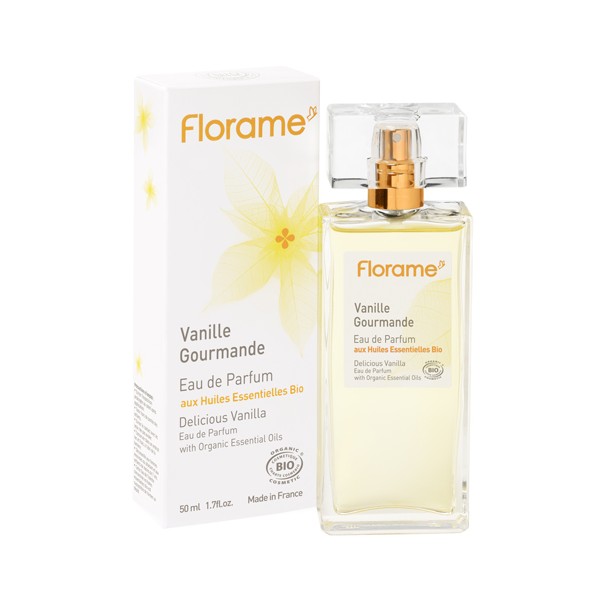 Florame
Vanille
Gourmande
Eau de Parfum
aux Huiles Essentielles Bio
Delicious Vanilla
Eau de Parfum
with Organic Essential Oils
ORGANIC
BIO
COSMETIC
50 ml 1.7fl.oz. Made in France
Florame
Vanille
Gourmande
Eau de Parfum
aux Huiles Essentielles Bio
Delicious Vanilla
Eau de Parfum
with Organic Essential Oils
BIO